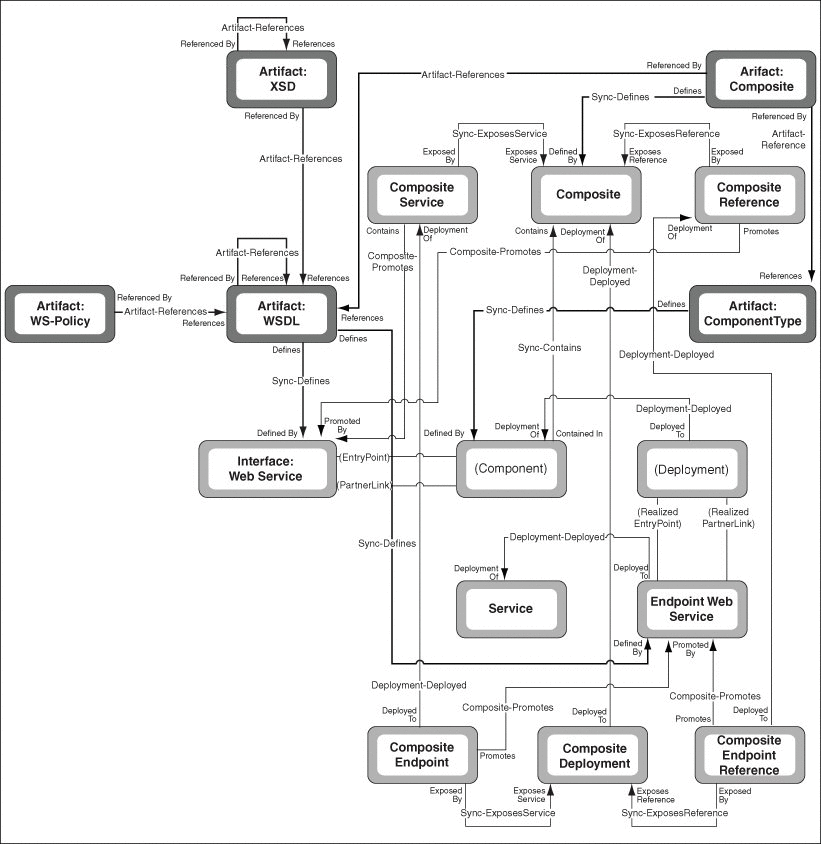 Artifact-References
Referenced By
References
Artifact:
XSD
Referenced By
Artifact-References
Referenced By
Artifact-References
Arifact:
Composite
Defines
Sync-Defines
Referenced By
Artifact-
Reference
Sync-ExposesService
Sync-ExposesReference
Exposed
By
Exposes
Service
Defined
By
Exposes
Reference
Exposed
By
Composite
Service
Composite
Composite
Reference
Contains
Deployment
Of
Contains
Deployment
Of
Deployment
Of
Promotes
Artifact-References
Composite-
Promotes
Composite-Promotes
Deployment-
Deployed
Referenced By
References
References
References
Artifact:
WS-Policy
Referenced By
Artifact-References
References
Artifact:
WSDL
References
Defines
Defines
Sync-Defines
Defines
Artifact:
ComponentType
Sync-Defines
Sync-Contains
Deployment-Deployed
Deployment-Deployed
Promoted
By
Defined By
Defined By
Deployment
Of
Contained In
Deployed
To
Interface:
Web Service
(EntryPoint)
(PartnerLink)
(Component)
(Deployment)
(Realized
EntryPoint)
(Realized
PartnerLink)
Sync-Defines
Deployment-Deployed
Deployment
Of
Deployed
To
Service
Endpoint Web
Service
Defined
By
Promoted
By
Deployment-Deployed
Composite-Promotes
Composite-Promotes
Deployed
To
Deployed
To
Promotes
Deployed
To
Composite
Endpoint
Promotes
Composite
Deployment
Composite
Endpoint
Reference
Exposed
By
Exposes
Service
Exposes
Reference
Exposed
By
Sync-ExposesService
Sync-ExposesReference